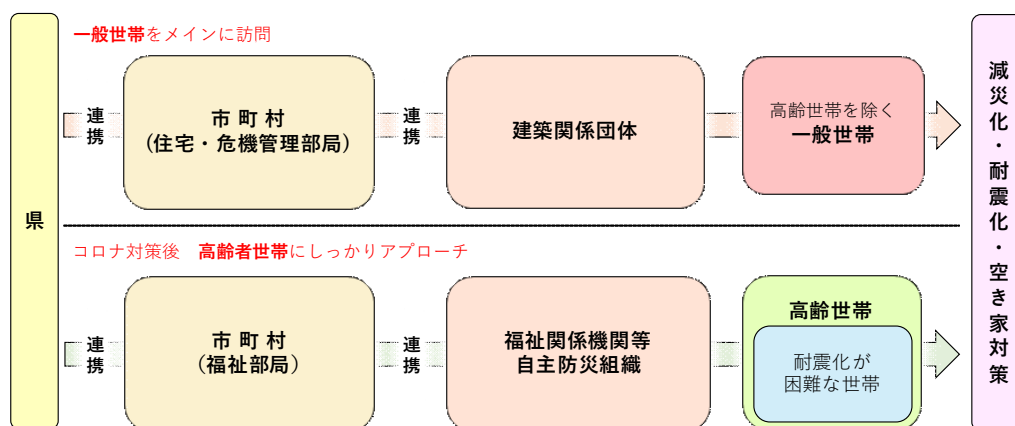 県
一般世帯をメインに訪問
連携
市町村
(住宅・危機管理部局)
連携
建築関係団体
高齢世帯を除く
一般世帯
コロナ対策後　高齢者世帯にしっかりアプローチ
連携
市町村
(福祉部局)
連携
福祉関係機関等
自主防災組織
高齢世帯
耐震化が
困難な世帯
減災化・耐震化・空き家対策